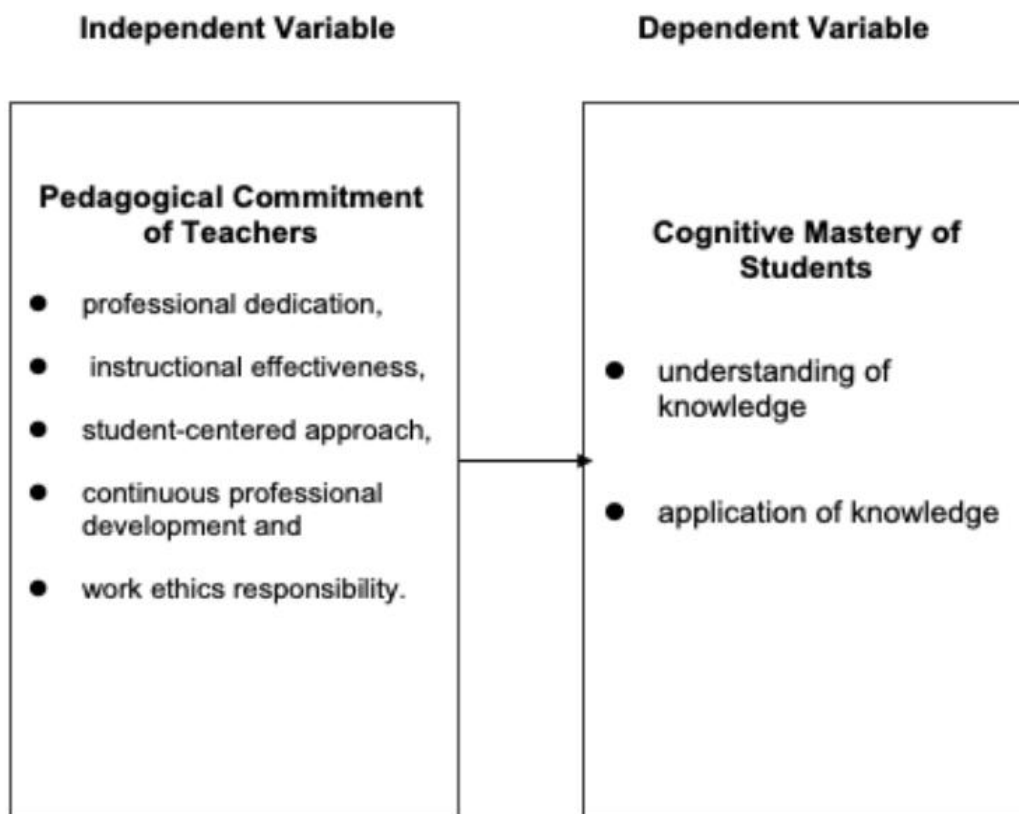 Independent Variable
Dependent Variable
Pedagogical Commitment
of Teachers
● professional dedication,
● instructional effectiveness,
● student-centered approach,
● continuous professional
development and
● work ethics responsibility.
Cognitive Mastery of
Students
● understanding of
knowledge
● application of knowledge